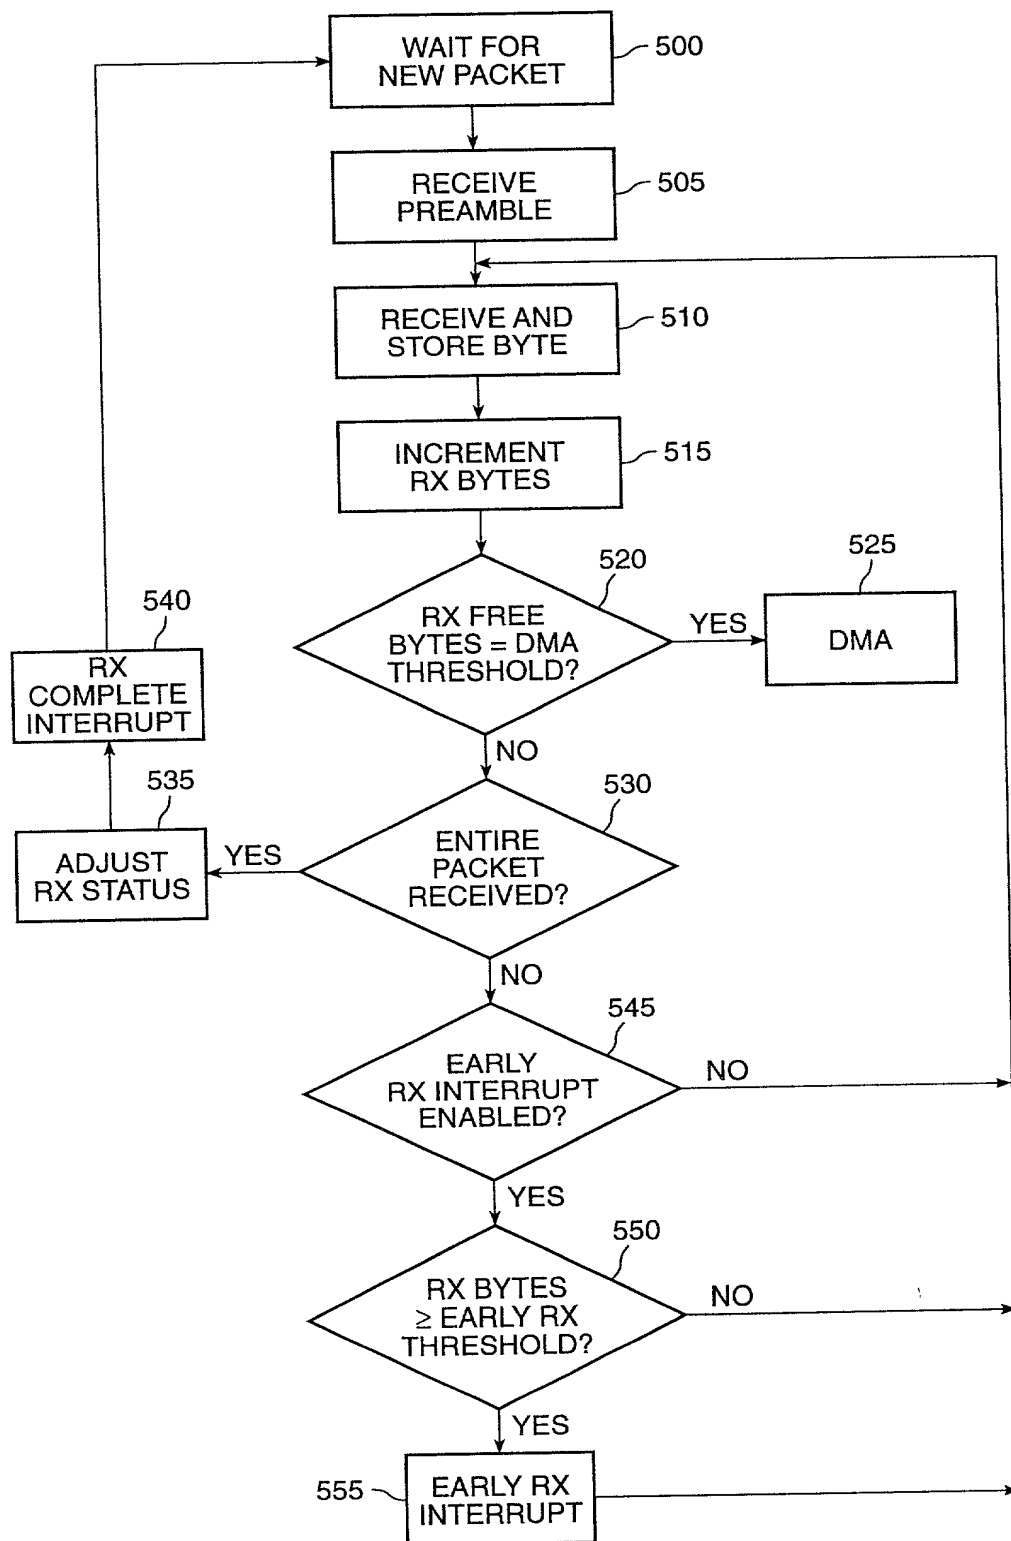 WAIT FOR
NEW PACKET
500
RECEIVE
PREAMBLE
505
RECEIVE AND
STORE BYTE
510
INCREMENT
RX BYTES
515
520
RX FREE
BYTES = DMA
THRESHOLD?
YES
525
DMA
540
RX
COMPLETE
INTERRUPT
NO
530
ENTIRE
PACKET
RECEIVED?
YES
535
ADJUST
RX STATUS
NO
545
EARLY
RX INTERRUPT
ENABLED?
NO
YES
550
RX BYTES
≥ EARLY RX
THRESHOLD?
NO
YES
555
EARLY RX
INTERRUPT